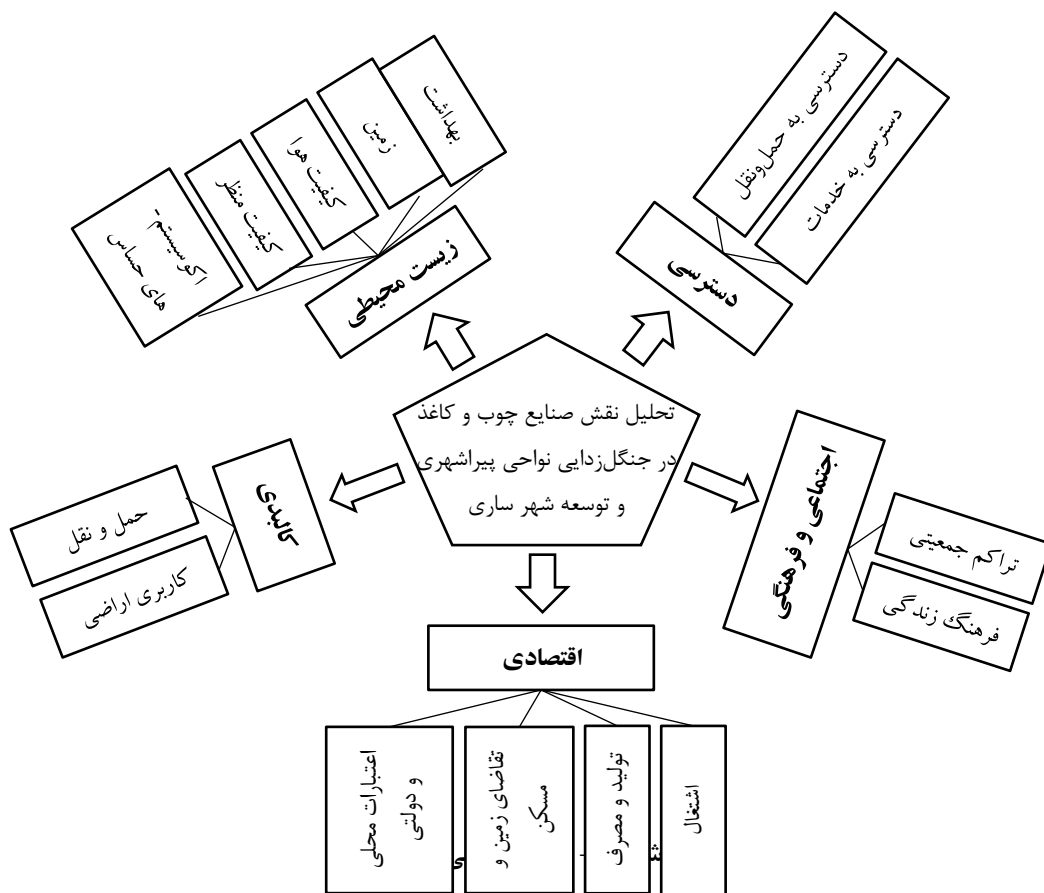 بهداشت
زمین
کیفیت هوا
کیفیت منظر
اکوسیستم-
های حساس
زیست محیطی
دسترسی به حمل‌ونقل
دسترسی به خدمات
دسترسی
تحلیل نقش صنایع چوب و کاغذ
در جنگل‌زدایی نواحی پیراشهری
و توسعه شهر ساری
اجتماعی و فرهنگی
تراکم جمعیتی
فرهنگ زندگی
کالبدی
حمل و نقل
کاربری اراضی
اقتصادی
اشتغال
تولید و مصرف
تقاضای زمین و
مسکن
اعتبارات محلی
و دولتی